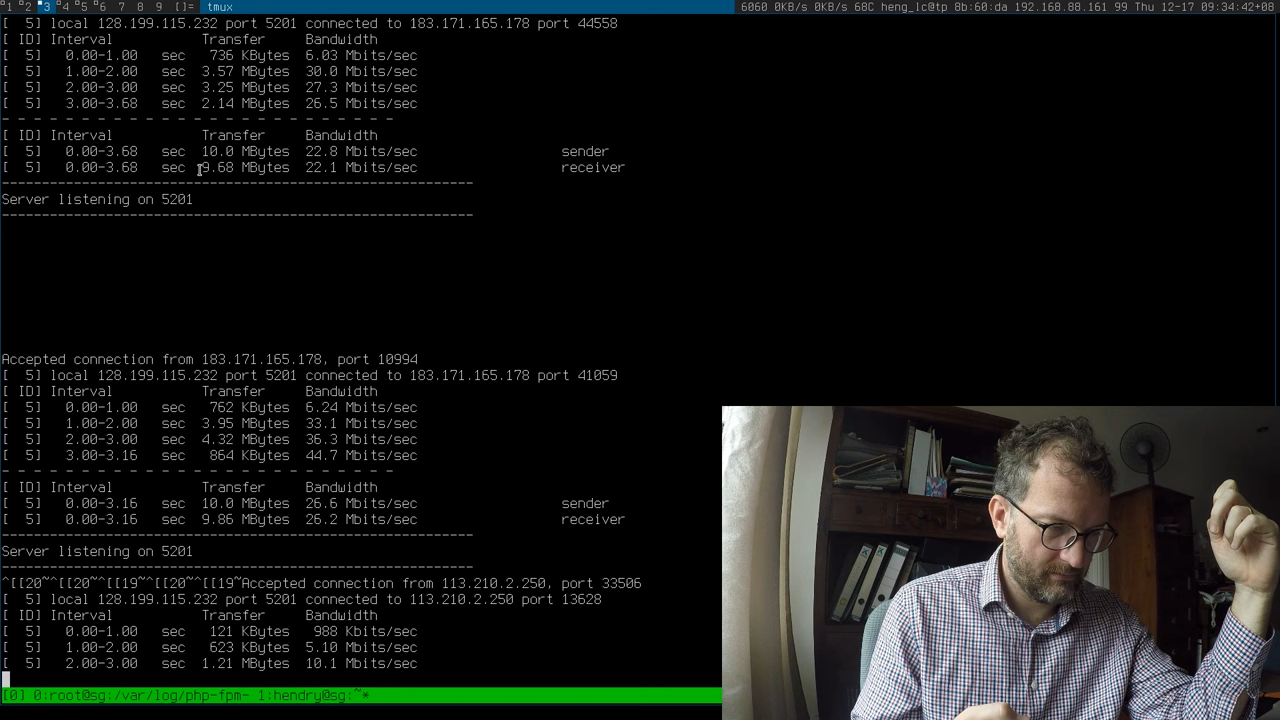 1 2 3 4 5 6 7 8 9 []= tmux 6060 0KB/s 0KB/s 68C heng_lc@tp 8b:60:da 192.168.88.161 99 Thu 12-17 09:34:42+08
[ 5] local 128.199.115.232 port 5201 connected to 183.171.165.178 port 44558
[ ID] Interval Transfer Bandwidth
[ 5] 0.00-1.00 sec 736 KBytes 6.03 Mbits/sec
[ 5] 1.00-2.00 sec 3.57 MBytes 30.0 Mbits/sec
[ 5] 2.00-3.00 sec 3.25 MBytes 27.3 Mbits/sec
[ 5] 3.00-3.68 sec 2.14 MBytes 26.5 Mbits/sec
- - - - - - - - - - - - - - - - - - - - - - - - -
[ ID] Interval Transfer Bandwidth
[ 5] 0.00-3.68 sec 10.0 MBytes 22.8 Mbits/sec sender
[ 5] 0.00-3.68 sec 9.68 MBytes 22.1 Mbits/sec receiver
-----------------------------------------------------------
Server listening on 5201
-----------------------------------------------------------
Accepted connection from 183.171.165.178, port 10994
[ 5] local 128.199.115.232 port 5201 connected to 183.171.165.178 port 41059
[ ID] Interval Transfer Bandwidth
[ 5] 0.00-1.00 sec 762 KBytes 6.24 Mbits/sec
[ 5] 1.00-2.00 sec 3.95 MBytes 33.1 Mbits/sec
[ 5] 2.00-3.00 sec 4.32 MBytes 36.3 Mbits/sec
[ 5] 3.00-3.16 sec 864 KBytes 44.7 Mbits/sec
- - - - - - - - - - - - - - - - - - - - - - - - -
[ ID] Interval Transfer Bandwidth
[ 5] 0.00-3.16 sec 10.0 MBytes 26.6 Mbits/sec sender
[ 5] 0.00-3.16 sec 9.86 MBytes 26.2 Mbits/sec receiver
-----------------------------------------------------------
Server listening on 5201
-----------------------------------------------------------
^[[20~^[[20~^[[19~^[[20~^[[19~Accepted connection from 113.210.2.250, port 33506
[ 5] local 128.199.115.232 port 5201 connected to 113.210.2.250 port 13628
[ ID] Interval Transfer Bandwidth
[ 5] 0.00-1.00 sec 121 KBytes 988 Kbits/sec
[ 5] 1.00-2.00 sec 623 KBytes 5.10 Mbits/sec
[ 5] 2.00-3.00 sec 1.21 MBytes 10.1 Mbits/sec
[0] 0:root@sg:/var/log/php-fpm- 1:hendry@sg:~*